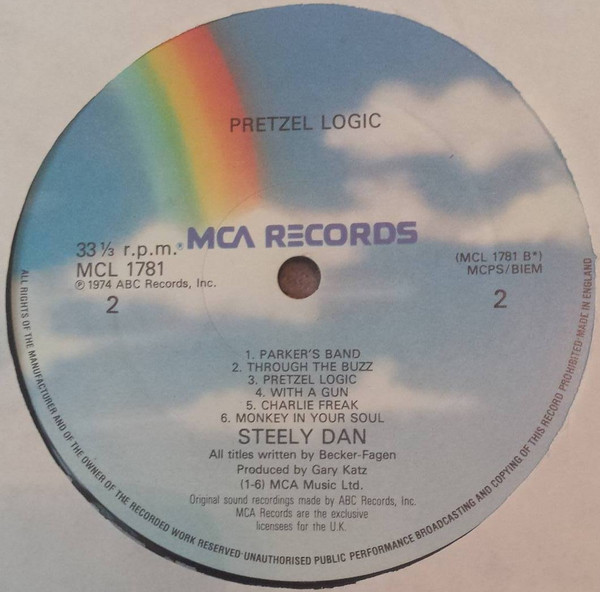 PRETZEL LOGIC
MCA RECORDS
33 ⅓ r.p.m.
MCL 1781
℗ 1974 ABC Records, Inc.
2
(MCL 1781 B*)
MCPS/BIEM
2
1. PARKER'S BAND
2. THROUGH THE BUZZ
3. PRETZEL LOGIC
4. WITH A GUN
5. CHARLIE FREAK
6. MONKEY IN YOUR SOUL
STEELY DAN
All titles written by Becker-Fagen
Produced by Gary Katz
(1-6) MCA Music Ltd.
Original sound recordings made by ABC Records, Inc.
MCA Records are the exclusive
licensees for the U.K.
ALL RIGHTS OF THE MANUFACTURER AND OF THE OWNER OF THE RECORDED WORK RESERVED·UNAUTHORISED PUBLIC PERFORMANCE BROADCASTING AND COPYING OF THIS RECORD PROHIBITED·MADE IN ENGLAND